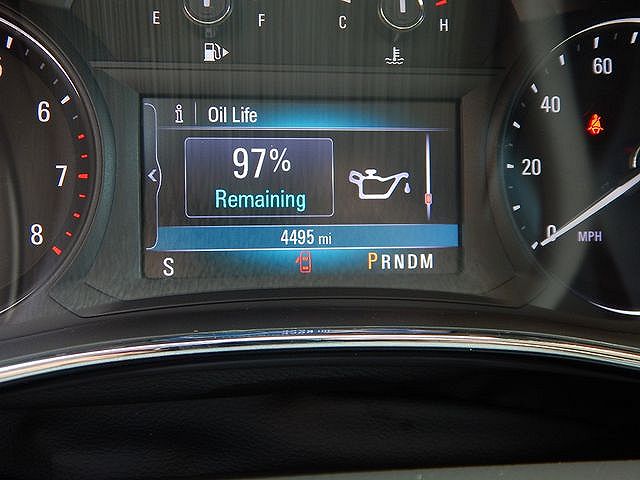 E F C H
6
7
8
i Oil Life
97%
Remaining
4495 mi
S PRNDM
60
40
20
0
MPH